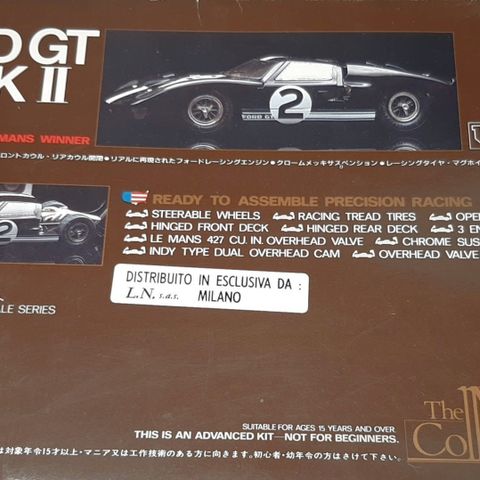 D GT
K II
MANS WINNER
2
FORD GT
ロントカウル・リアカウル開閉 ●リアルに再現されたフォードレーシングエンジン ●クロームメッキサスペンション ●レーシングタイヤ・マグホイ
READY TO ASSEMBLE PRECISION RACING
STEERABLE WHEELS RACING TREAD TIRES OPE
HINGED FRONT DECK HINGED REAR DECK 3 EN
LE MANS 427 CU. IN. OVERHEAD VALVE CHROME SUS
INDY TYPE DUAL OVERHEAD CAM OVERHEAD VALVE
DISTRIBUITO IN ESCLUSIVA DA :
L.N. s.a.s. MILANO
LE SERIES
The
Col
SUITABLE FOR AGES 15 YEARS AND OVER.
THIS IS AN ADVANCED KIT—NOT FOR BEGINNERS.
は対象年令15才以上・マニア又は工作技術のある方に向きます。初心者・幼年令の方はさけて下さい。